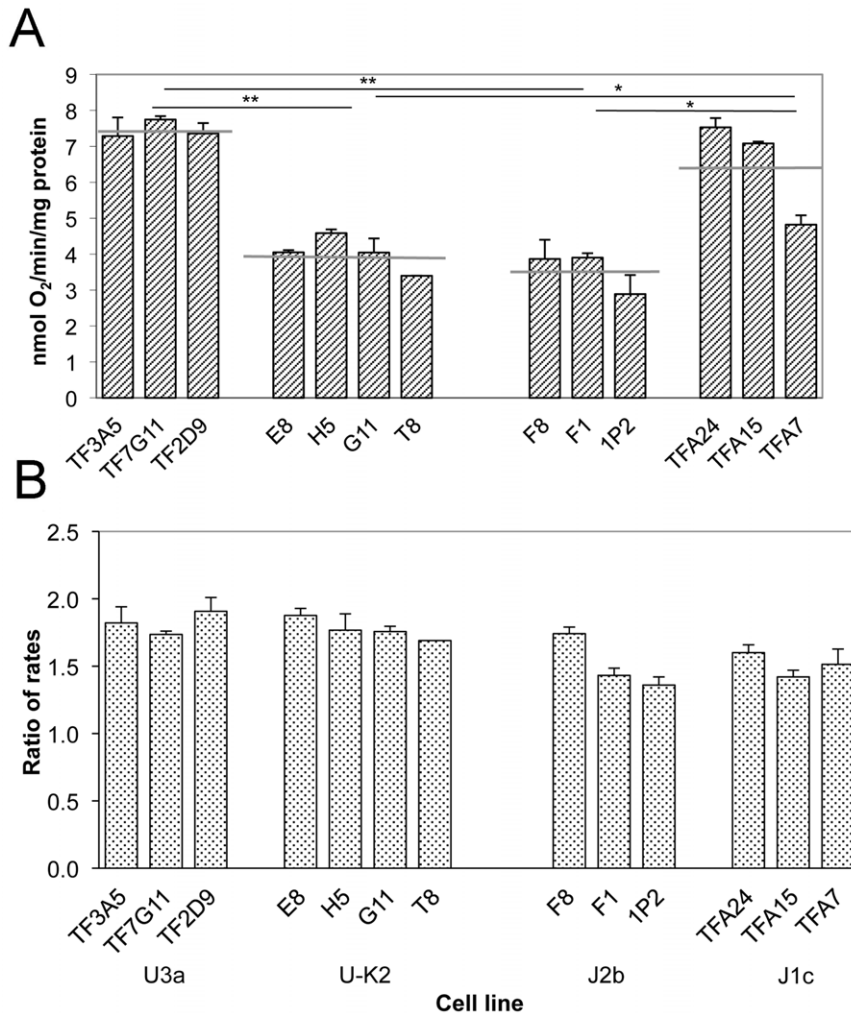 A
nmol O2/min/mg protein
9
8
7
6
5
4
3
2
1
0
**
*
**
*
TF3A5 TF7G11 TF2D9 E8 H5 G11 T8 F8 F1 1P2 TFA24 TFA15 TFA7
B
Ratio of rates
2.5
2.0
1.5
1.0
0.5
0.0
TF3A5 TF7G11 TF2D9 E8 H5 G11 T8 F8 F1 1P2 TFA24 TFA15 TFA7
U3a U-K2 J2b J1c
Cell line